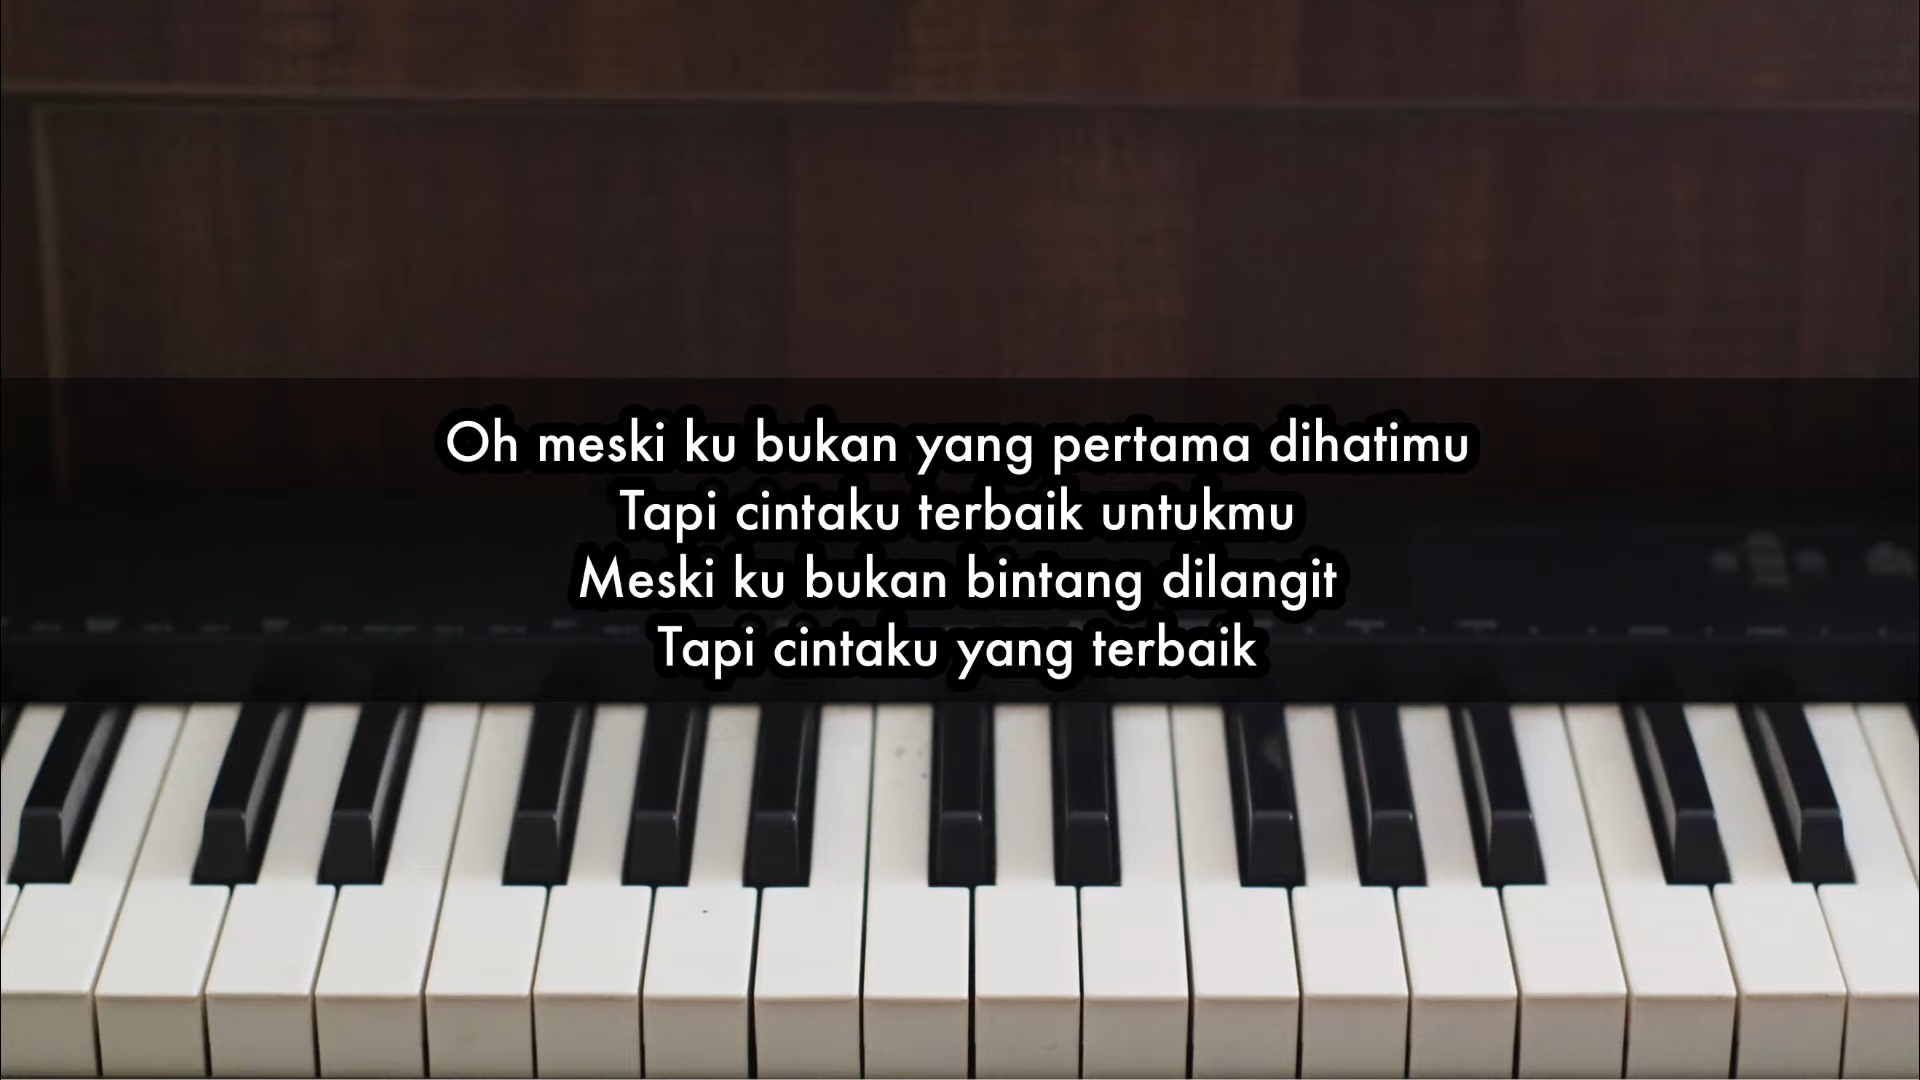 Oh meski ku bukan yang pertama dihatimu
Tapi cintaku terbaik untukmu
Meski ku bukan bintang dilangit
Tapi cintaku yang terbaik